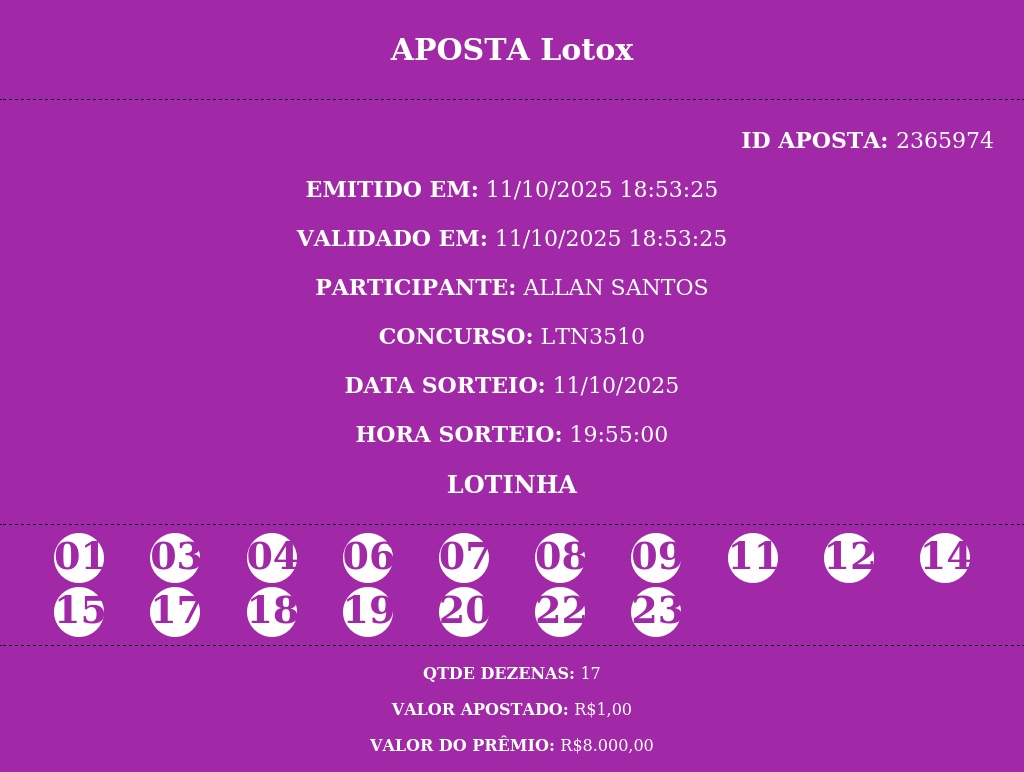 APOSTA Lotox
ID APOSTA: 2365974
EMITIDO EM: 11/10/2025 18:53:25
VALIDADO EM: 11/10/2025 18:53:25
PARTICIPANTE: ALLAN SANTOS
CONCURSO: LTN3510
DATA SORTEIO: 11/10/2025
HORA SORTEIO: 19:55:00
LOTINHA
01 03 04 06 07 08 09 11 12 14
15 17 18 19 20 22 23
QTDE DEZENAS: 17
VALOR APOSTADO: R$1,00
VALOR DO PRÊMIO: R$8.000,00